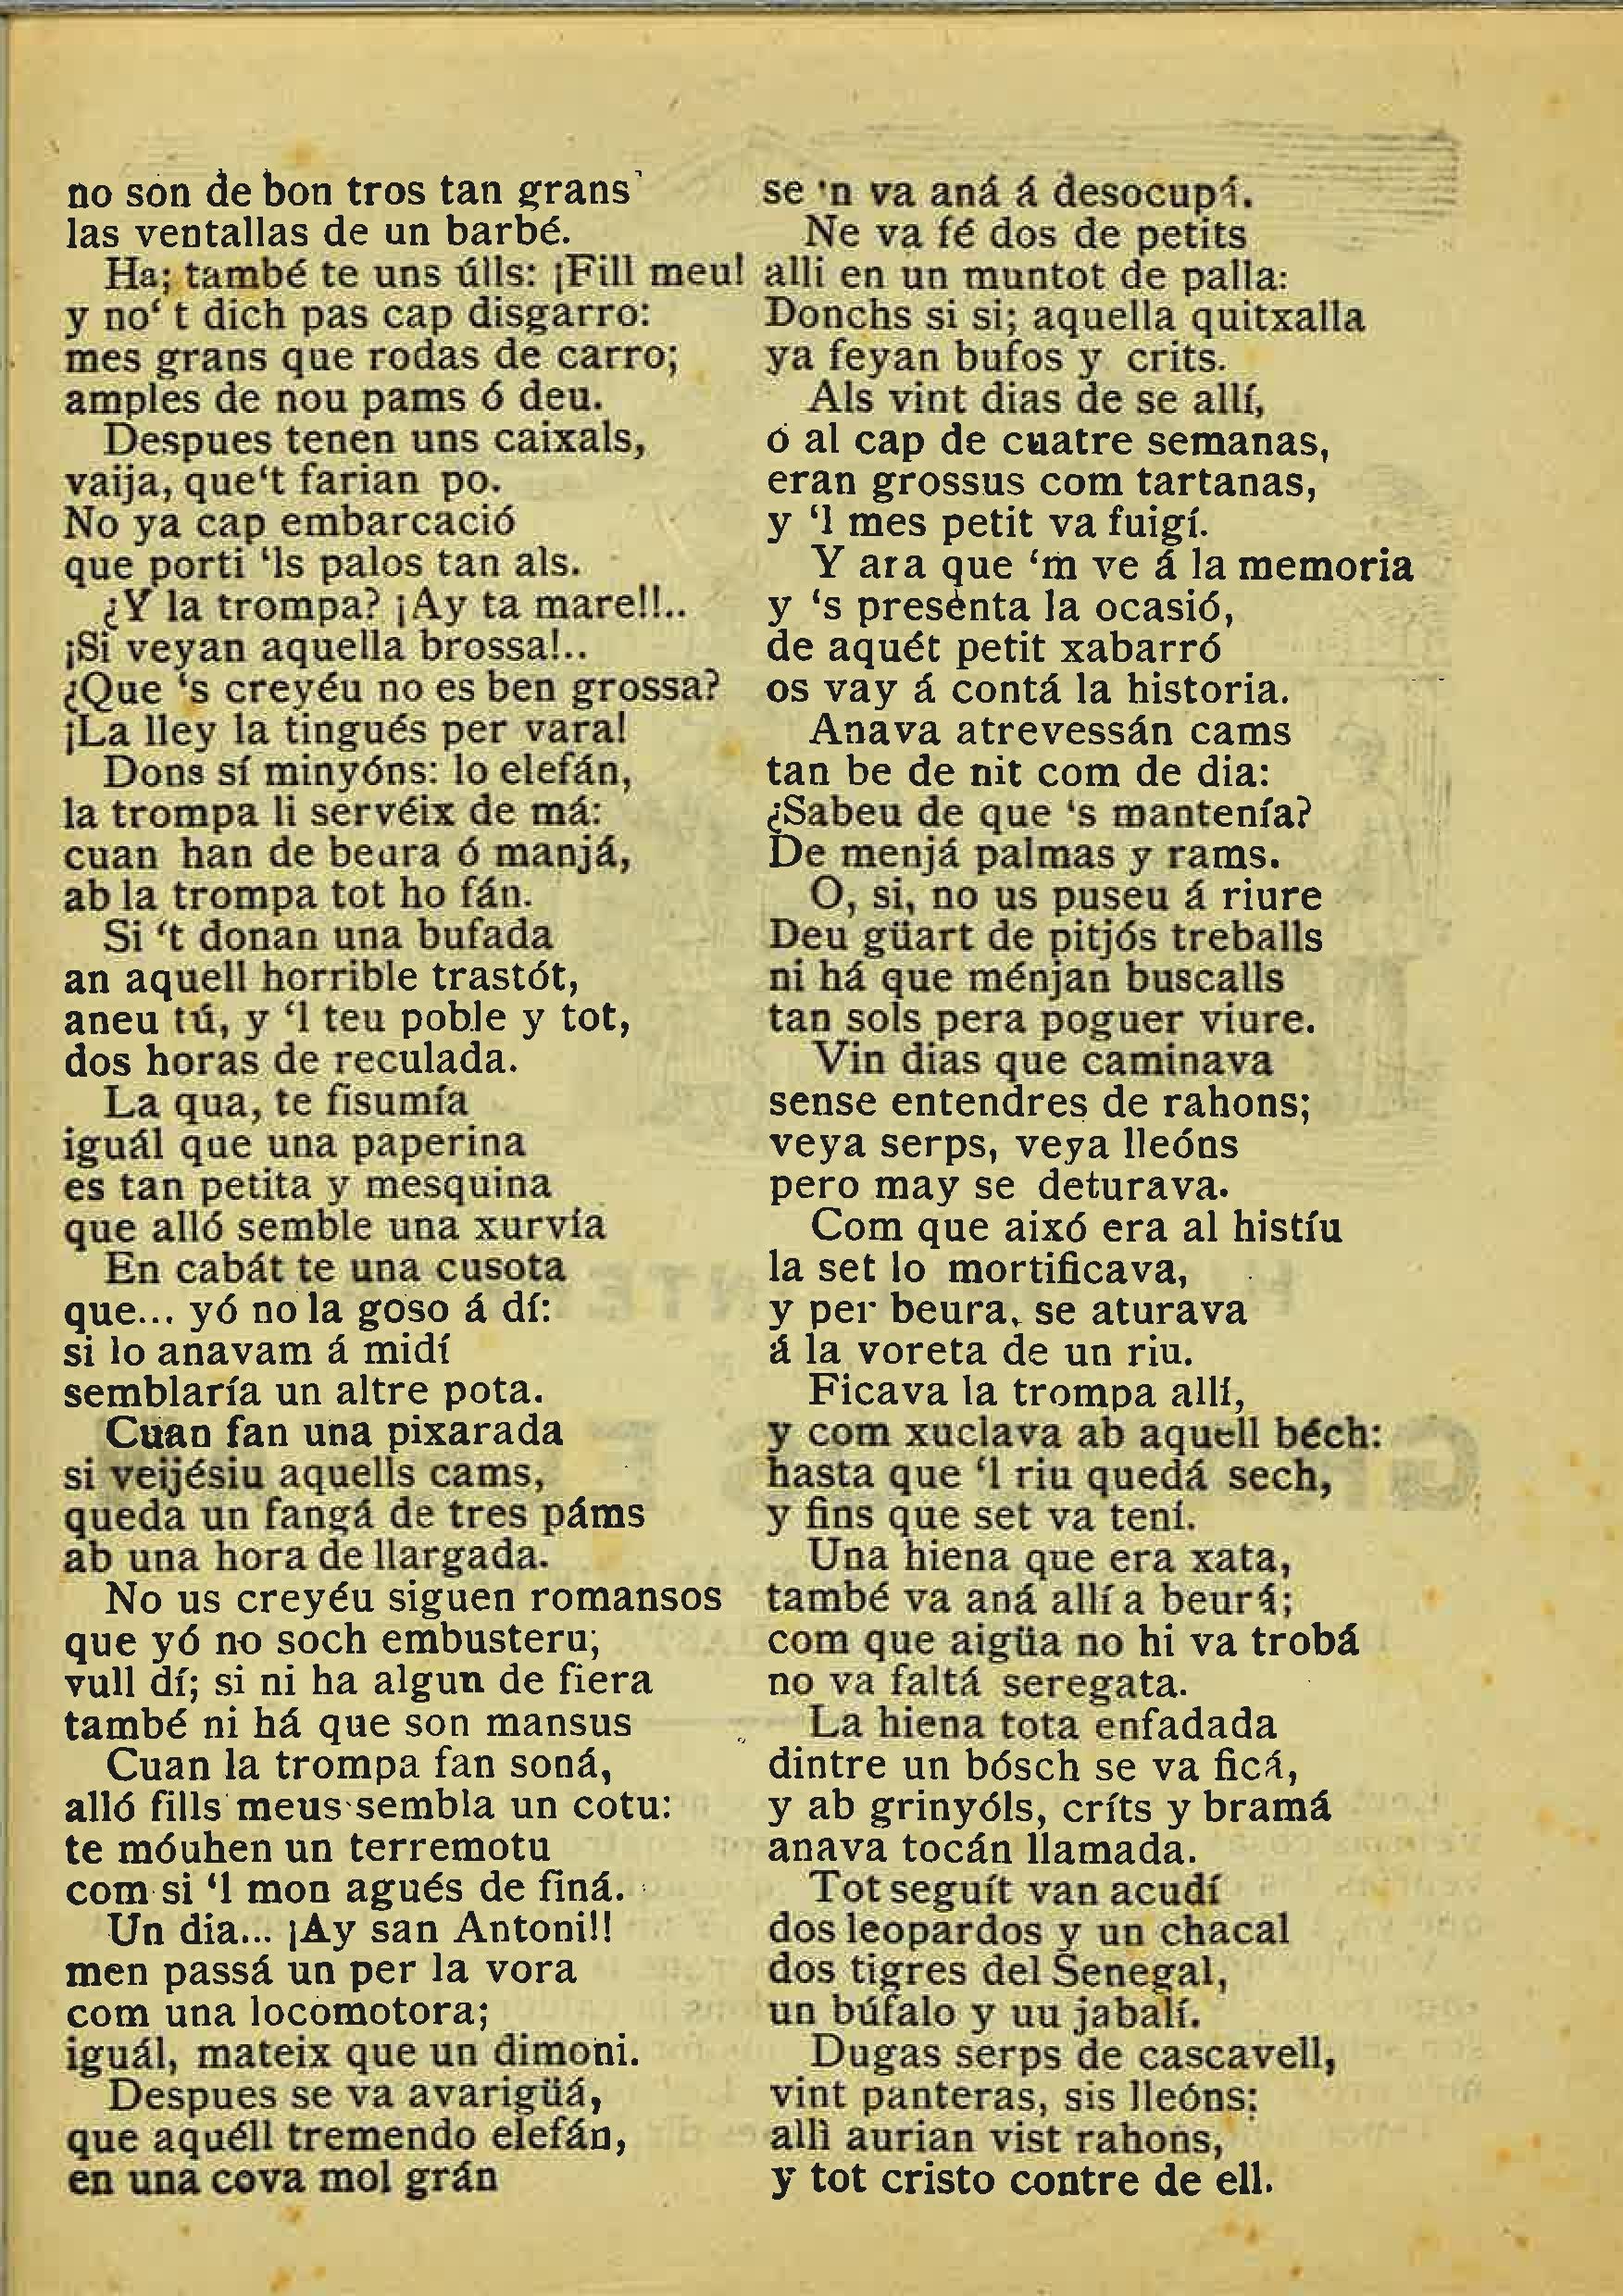 no son de bon tros tan grans
las ventallas de un barbé.
Ha; també te uns úlls: ¡Fill meu!
y no‘ t dich pas cap disgarro:
mes grans que rodas de carro;
amples de nou pams ó deu.
Despues tenen uns caixals,
vaija, que‘t farian po.
No ya cap embarcació
que porti ‘ls palos tan als.
¿Y la trompa? ¡Ay ta mare!!..
¡Si veyan aquella brossa!..
¿Que ‘s creyéu no es ben grossa?
¡La lley la tingués per vara!
Dons sí minyóns: lo elefán,
la trompa li servéix de má:
cuan han de beura ó manjá,
ab la trompa tot ho fán.
Si ‘t donan una bufada
an aquell horrible trastót,
aneu tú, y ‘l teu poble y tot,
dos horas de reculada.
La qua, te fisumía
iguál que una paperina
es tan petita y mesquina
que alló semble una xurvía
En cabát te una cusota
que... yó no la goso á dí:
si lo anavam á midí
semblaría un altre pota.
Cuan fan una pixarada
si veijésiu aquells cams,
queda un fangá de tres páms
ab una hora de llargada.
No us creyéu siguen romansos
que yó no soch embusteru;
vull dí; si ni ha algun de fiera
també ni há que son mansus
Cuan la trompa fan soná,
alló fills meus sembla un cotu:
te móuhen un terremotu
com si ‘l mon agués de finá.
Un dia... ¡Ay san Antoni!!
men passá un per la vora
com una locomotora;
iguál, mateix que un dimoni.
Despues se va avarigüá,
que aquéll tremendo elefán,
en una cova mol grán
se 'n va aná á desocupá.
Ne va fé dos de petits
alli en un muntot de palla:
Donchs si si; aquella quitxalla
ya feyan bufos y crits.
Als vint dias de se allí,
ó al cap de cuatre semanas,
eran grossus com tartanas,
y ‘l mes petit va fuigí.
Y ara que ‘m ve á la memoria
y ‘s presènta la ocasió,
de aquét petit xabarró
os vay á contá la historia.
Anava atrevessán cams
tan be de nit com de dia:
¿Sabeu de que ‘s mantenía?
De menjá palmas y rams.
O, si, no us puseu á riure
Deu güart de pitjós treballs
ni há que ménjan buscalls
tan sols pera poguer viure.
Vin dias que caminava
sense entendres de rahons;
veya serps, veya lleóns
pero may se deturava.
Com que aixó era al histíu
la set lo mortificava,
y per beura, se aturava
á la voreta de un riu.
Ficava la trompa allí,
y com xuclava ab aquell béch:
hasta que ‘l riu quedá sech,
y fins que set va tení.
Una hiena que era xata,
també va aná allí a beurá;
com que aigüa no hi va trobá
no va faltá seregata.
La hiena tota enfadada
dintre un bósch se va ficá,
y ab grinyóls, críts y bramá
anava tocán llamada.
Tot seguít van acudí
dos leopardos y un chacal
dos tigres del Senegal,
un búfalo y uu jabalí.
Dugas serps de cascavell,
vint panteras, sis lleóns:
allì aurian vist rahons,
y tot cristo contre de ell.